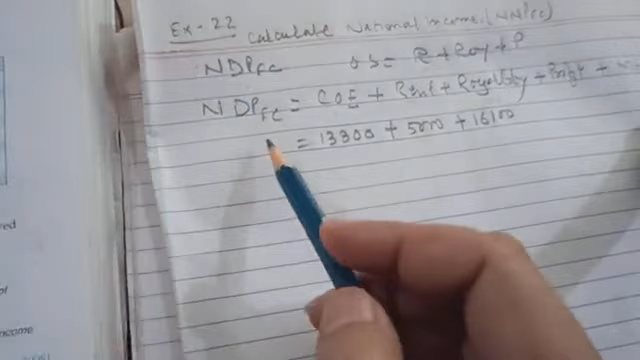 Ex-22 Calculate National income. (NNPFC)
NDPFC OS = R + Roy + P
NDPFC = COE + Rent + Royalty + Profit +
= 13300 + 5000 + 16100